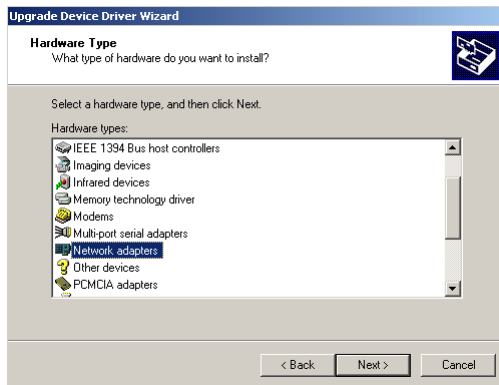 Upgrade Device Driver Wizard
Hardware Type
What type of hardware do you want to install?
Select a hardware type, and then click Next.
Hardware types:
IEEE 1394 Bus host controllers
Imaging devices
Infrared devices
Memory technology driver
Modems
Multi-port serial adapters
Network adapters
Other devices
PCMCIA adapters
< Back Next > Cancel